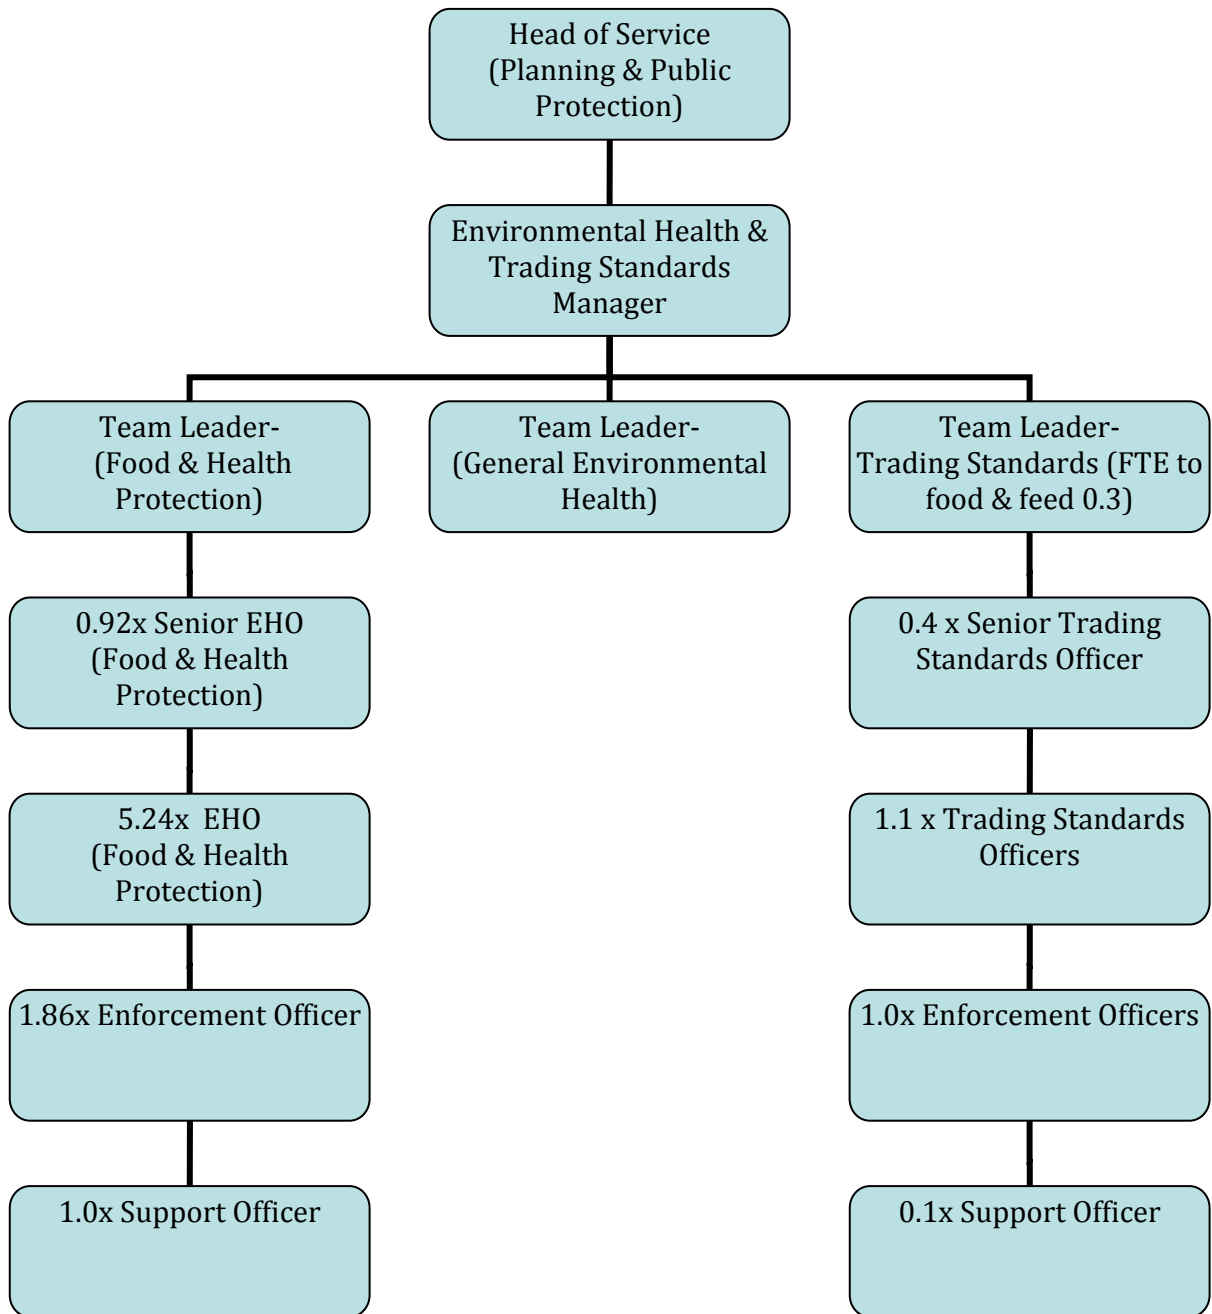 Head of Service
(Planning & Public
Protection)
Environmental Health &
Trading Standards
Manager
Team Leader-
(Food & Health
Protection)
Team Leader-
(General Environmental
Health)
Team Leader-
Trading Standards (FTE to
food & feed 0.3)
0.92x Senior EHO
(Food & Health
Protection)
0.4 x Senior Trading
Standards Officer
5.24x  EHO
(Food & Health
Protection)
1.1 x Trading Standards
Officers
1.86x Enforcement Officer
1.0x Enforcement Officers
1.0x Support Officer
0.1x Support Officer